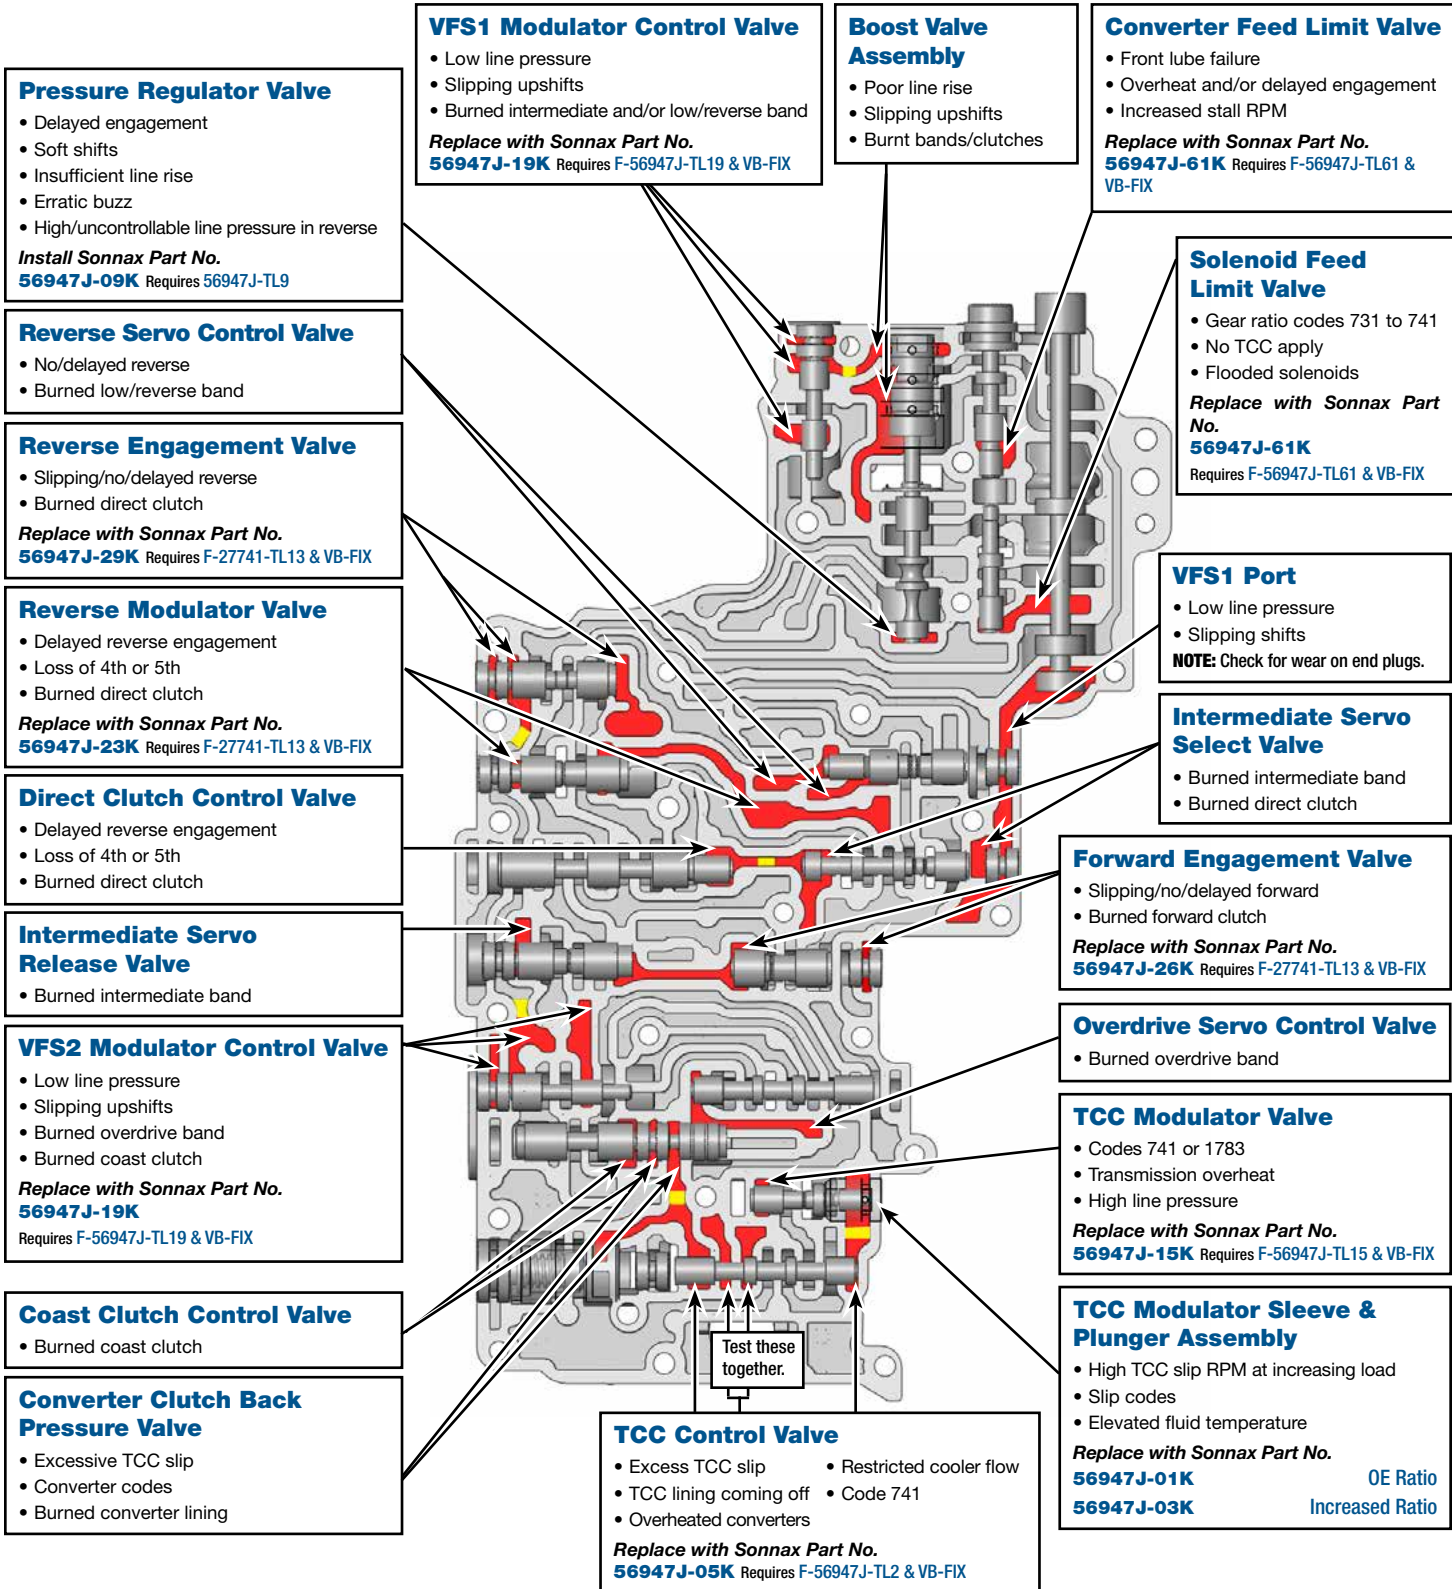 VFS1 Modulator Control Valve
• Low line pressure
• Slipping upshifts
• Burned intermediate and/or low/reverse band
Replace with Sonnax Part No.
56947J-19K Requires F-56947J-TL19 & VB-FIX
Boost Valve
Assembly
• Poor line rise
• Slipping upshifts
• Burnt bands/clutches
Converter Feed Limit Valve
• Front lube failure
• Overheat and/or delayed engagement
• Increased stall RPM
Replace with Sonnax Part No.
56947J-61K Requires F-56947J-TL61 &
VB-FIX
Pressure Regulator Valve
• Delayed engagement
• Soft shifts
• Insufficient line rise
• Erratic buzz
• High/uncontrollable line pressure in reverse
Install Sonnax Part No.
56947J-09K Requires 56947J-TL9
Solenoid Feed
Limit Valve
• Gear ratio codes 731 to 741
• No TCC apply
• Flooded solenoids
Replace with Sonnax Part
No.
56947J-61K
Requires F-56947J-TL61 & VB-FIX
Reverse Servo Control Valve
• No/delayed reverse
• Burned low/reverse band
Reverse Engagement Valve
• Slipping/no/delayed reverse
• Burned direct clutch
Replace with Sonnax Part No.
56947J-29K Requires F-27741-TL13 & VB-FIX
VFS1 Port
• Low line pressure
• Slipping shifts
NOTE: Check for wear on end plugs.
Reverse Modulator Valve
• Delayed reverse engagement
• Loss of 4th or 5th
• Burned direct clutch
Replace with Sonnax Part No.
56947J-23K Requires F-27741-TL13 & VB-FIX
Intermediate Servo
Select Valve
• Burned intermediate band
• Burned direct clutch
Direct Clutch Control Valve
• Delayed reverse engagement
• Loss of 4th or 5th
• Burned direct clutch
Forward Engagement Valve
• Slipping/no/delayed forward
• Burned forward clutch
Replace with Sonnax Part No.
56947J-26K Requires F-27741-TL13 & VB-FIX
Intermediate Servo
Release Valve
• Burned intermediate band
Overdrive Servo Control Valve
• Burned overdrive band
VFS2 Modulator Control Valve
• Low line pressure
• Slipping upshifts
• Burned overdrive band
• Burned coast clutch
Replace with Sonnax Part No.
56947J-19K
Requires F-56947J-TL19 & VB-FIX
TCC Modulator Valve
• Codes 741 or 1783
• Transmission overheat
• High line pressure
Replace with Sonnax Part No.
56947J-15K Requires F-56947J-TL15 & VB-FIX
Coast Clutch Control Valve
• Burned coast clutch
TCC Modulator Sleeve &
Plunger Assembly
• High TCC slip RPM at increasing load
• Slip codes
• Elevated fluid temperature
Replace with Sonnax Part No.
56947J-01K OE Ratio
56947J-03K Increased Ratio
Test these
together.
Converter Clutch Back
Pressure Valve
• Excessive TCC slip
• Converter codes
• Burned converter lining
TCC Control Valve
• Excess TCC slip • Restricted cooler flow
• TCC lining coming off • Code 741
• Overheated converters
Replace with Sonnax Part No.
56947J-05K Requires F-56947J-TL2 & VB-FIX